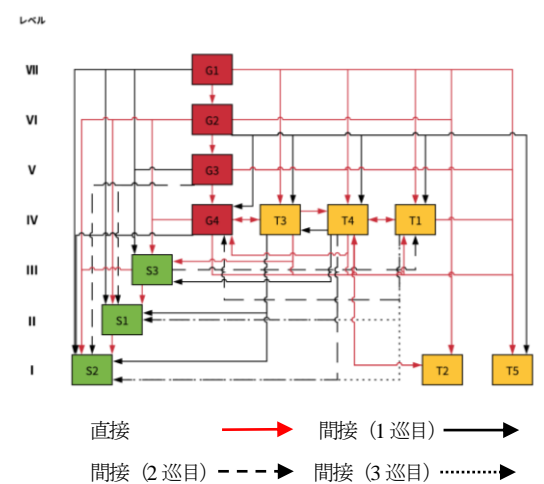 レベル
VII
G1
VI
G2
V
G3
IV
G4 T3 T4 T1
III
S3
II
S1
I
S2 T2 T5
直接 間接（1 巡目）
間接（2 巡目） 間接（3 巡目）